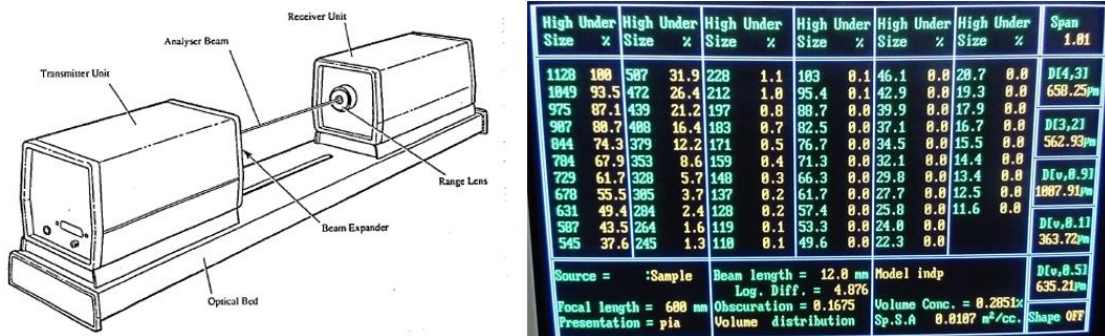 Receiver Unit
Analyser Beam
Transmitter Unit
Range Lens
Beam Expander
Optical Bed
High Under High Under High Under High Under High Under High Under Span
Size % Size % Size % Size % Size % Size % 1.01
1128 100 507 31.9 228 1.1 103 0.1 46.1 0.0 20.7 0.0 D[4,3]
1049 93.5 472 26.4 212 1.0 95.4 0.1 42.9 0.0 19.3 0.0 658.25µm
975 87.1 439 21.2 197 0.8 88.7 0.0 39.9 0.0 17.9 0.0
907 80.7 408 16.4 183 0.7 82.5 0.0 37.1 0.0 16.7 0.0 D[3,2]
844 74.3 379 12.2 171 0.5 76.7 0.0 34.5 0.0 15.5 0.0 562.93µm
784 67.9 353 8.6 159 0.4 71.3 0.0 32.1 0.0 14.4 0.0
729 61.7 328 5.7 148 0.3 66.3 0.0 29.8 0.0 13.4 0.0 D[v,0.9]
678 55.5 305 3.7 137 0.2 61.7 0.0 27.7 0.0 12.5 0.0 1007.91µm
631 49.4 284 2.4 128 0.2 57.4 0.0 25.8 0.0 11.6 0.0
587 43.5 264 1.6 119 0.1 53.3 0.0 24.0 0.0 D[v,0.1]
545 37.6 245 1.3 110 0.1 49.6 0.0 22.3 0.0 363.72µm
Source = :Sample Beam length = 12.0 mm Model indp D[v,0.5]
Log. Diff. = 4.876 635.21µm
Focal length = 600 mm Obscuration = 0.1675 Volume Conc. = 0.2851%
Presentation = pia Volume distribution Sp.S.A 0.0107 m²/cc. Shape OFF